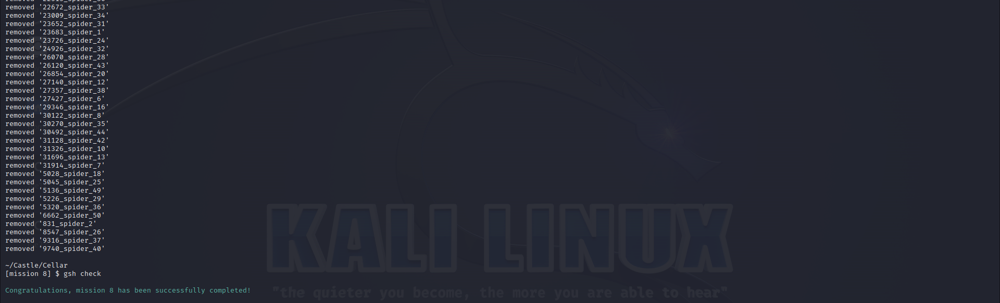 removed '22672_spider_33'
removed '23009_spider_34'
removed '23652_spider_31'
removed '23683_spider_1'
removed '23726_spider_24'
removed '24926_spider_32'
removed '26070_spider_28'
removed '26120_spider_43'
removed '26854_spider_20'
removed '27140_spider_12'
removed '27357_spider_38'
removed '27427_spider_6'
removed '29346_spider_16'
removed '30122_spider_8'
removed '30270_spider_35'
removed '30492_spider_44'
removed '31128_spider_42'
removed '31326_spider_10'
removed '31696_spider_13'
removed '31914_spider_7'
removed '5028_spider_18'
removed '5045_spider_25'
removed '5136_spider_49'
removed '5226_spider_29'
removed '5320_spider_36'
removed '6662_spider_50'
removed '831_spider_2'
removed '8547_spider_26'
removed '9316_spider_37'
removed '9740_spider_40'
~/Castle/Cellar
[mission 8] $ gsh check
Congratulations, mission 8 has been successfully completed!
KALI LINUX
"the quieter you become, the more you are able to hear"